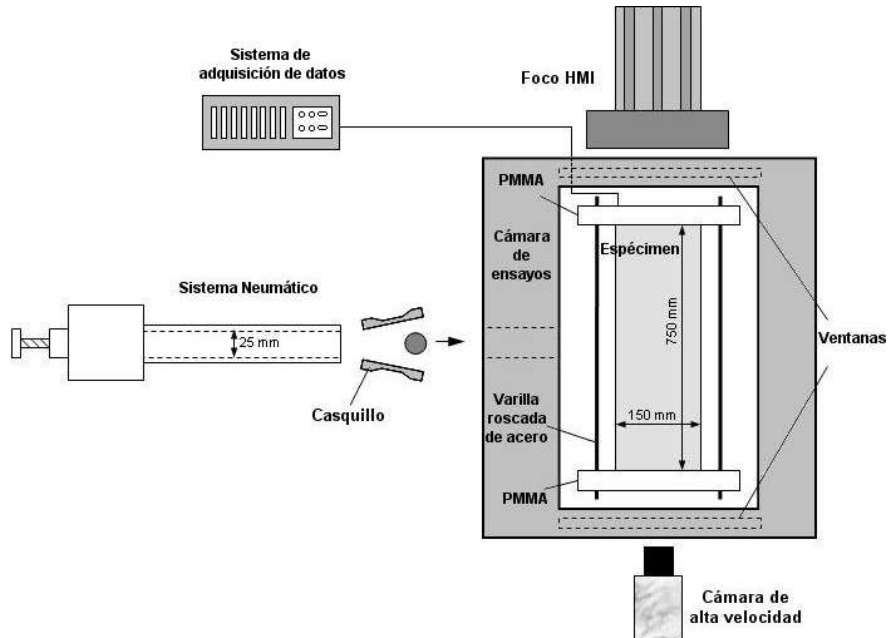 Sistema de
adquisición de datos
Foco HMI
PMMA
Cámara
de
ensayos
Espécimen
Sistema Neumático
25 mm
750 mm
Ventanas
Casquillo
Varilla
roscada
de acero
150 mm
PMMA
Cámara de
alta velocidad